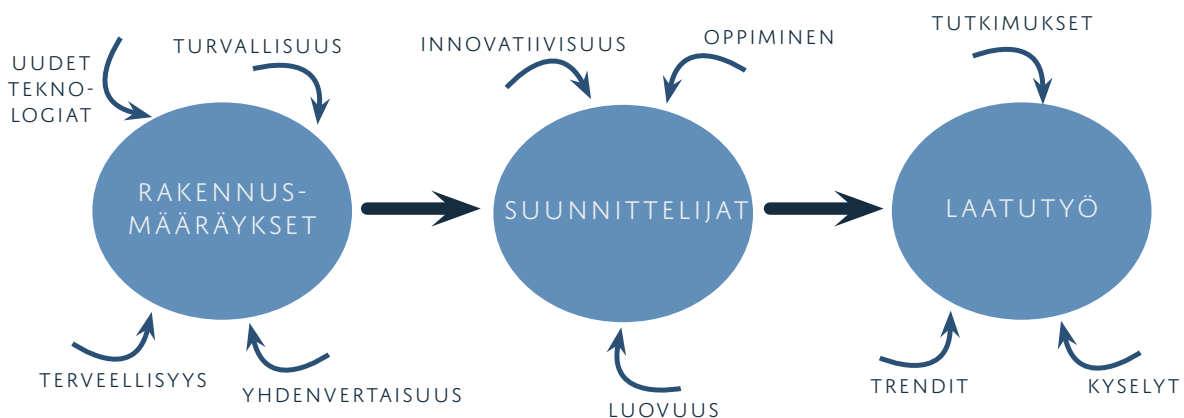 UUDET
TEKNO-
LOGIAT
TURVALLISUUS
RAKENNUS-
MÄÄRÄYKSET
TERVEELLISYYS
YHDENVERTAISUUS
INNOVATIIVISUUS
OPPIMINEN
SUUNNITTELIJAT
LUOVUUS
TUTKIMUKSET
LAATUTYÖ
TRENDIT
KYSELYT